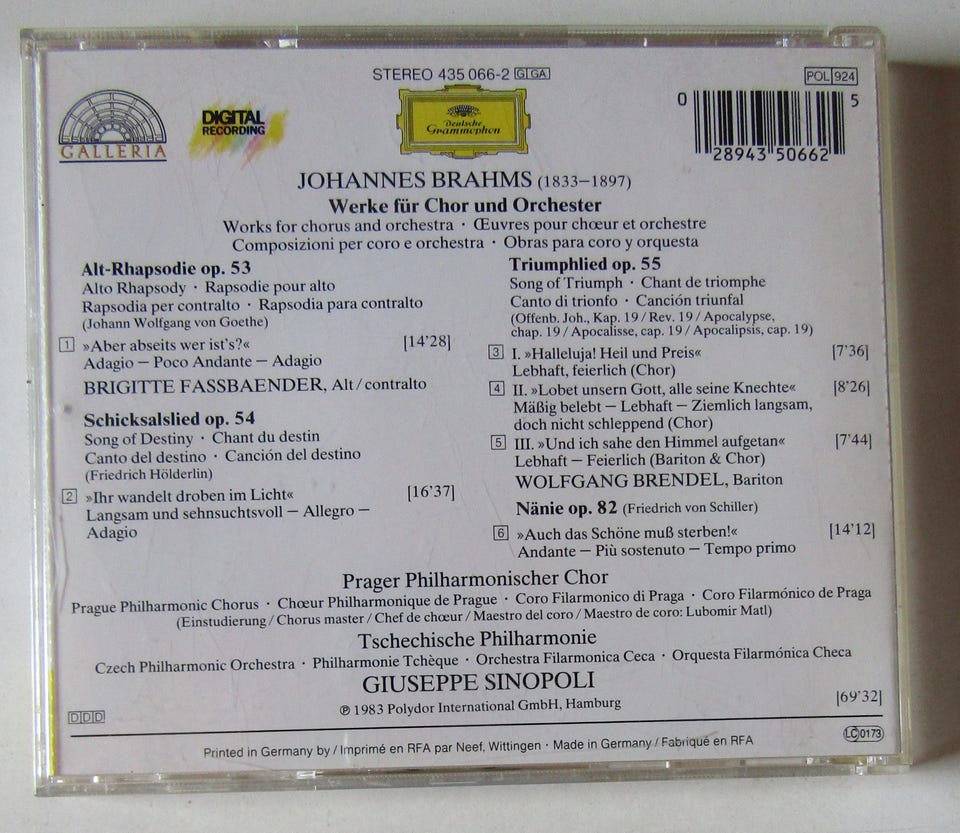 STEREO 435 066-2 G GA
POL 924
GALLERIA
DIGITAL
RECORDING
Deutsche
Grammophon
0 28943 50662 5
JOHANNES BRAHMS (1833–1897)
Werke für Chor und Orchester
Works for chorus and orchestra · Œuvres pour chœur et orchestre
Composizioni per coro e orchestra · Obras para coro y orquesta
Alt-Rhapsodie op. 53
Alto Rhapsody · Rapsodie pour alto
Rapsodia per contralto · Rapsodia para contralto
(Johann Wolfgang von Goethe)
1 »Aber abseits wer ist's?« [14'28]
Adagio – Poco Andante – Adagio
BRIGITTE FASSBAENDER, Alt / contralto
Schicksalslied op. 54
Song of Destiny · Chant du destin
Canto del destino · Canción del destino
(Friedrich Hölderlin)
2 »Ihr wandelt droben im Licht« [16'37]
Langsam und sehnsuchtsvoll – Allegro –
Adagio
Triumphlied op. 55
Song of Triumph · Chant de triomphe
Canto di trionfo · Canción triunfal
(Offenb. Joh., Kap. 19 / Rev. 19 / Apocalypse,
chap. 19 / Apocalisse, cap. 19 / Apocalipsis, cap. 19)
3 I. »Halleluja! Heil und Preis« [7'36]
Lebhaft, feierlich (Chor)
4 II. »Lobet unsern Gott, alle seine Knechte« [8'26]
Mäßig belebt – Lebhaft – Ziemlich langsam,
doch nicht schleppend (Chor)
5 III. »Und ich sahe den Himmel aufgetan« [7'44]
Lebhaft – Feierlich (Bariton & Chor)
WOLFGANG BRENDEL, Bariton
Nänie op. 82 (Friedrich von Schiller)
6 »Auch das Schöne muß sterben!« [14'12]
Andante – Più sostenuto – Tempo primo
Prager Philharmonischer Chor
Prague Philharmonic Chorus · Chœur Philharmonique de Prague · Coro Filarmonico di Praga · Coro Filarmónico de Praga
(Einstudierung / Chorus master / Chef de chœur / Maestro del coro / Maestro de coro: Lubomir Matl)
Tschechische Philharmonie
Czech Philharmonic Orchestra · Philharmonie Tchèque · Orchestra Filarmonica Ceca · Orquesta Filarmónica Checa
GIUSEPPE SINOPOLI
℗ 1983 Polydor International GmbH, Hamburg
[69'32]
DDD
LC 0173
Printed in Germany by / Imprimé en RFA par Neef, Wittingen · Made in Germany / Fabriqué en RFA